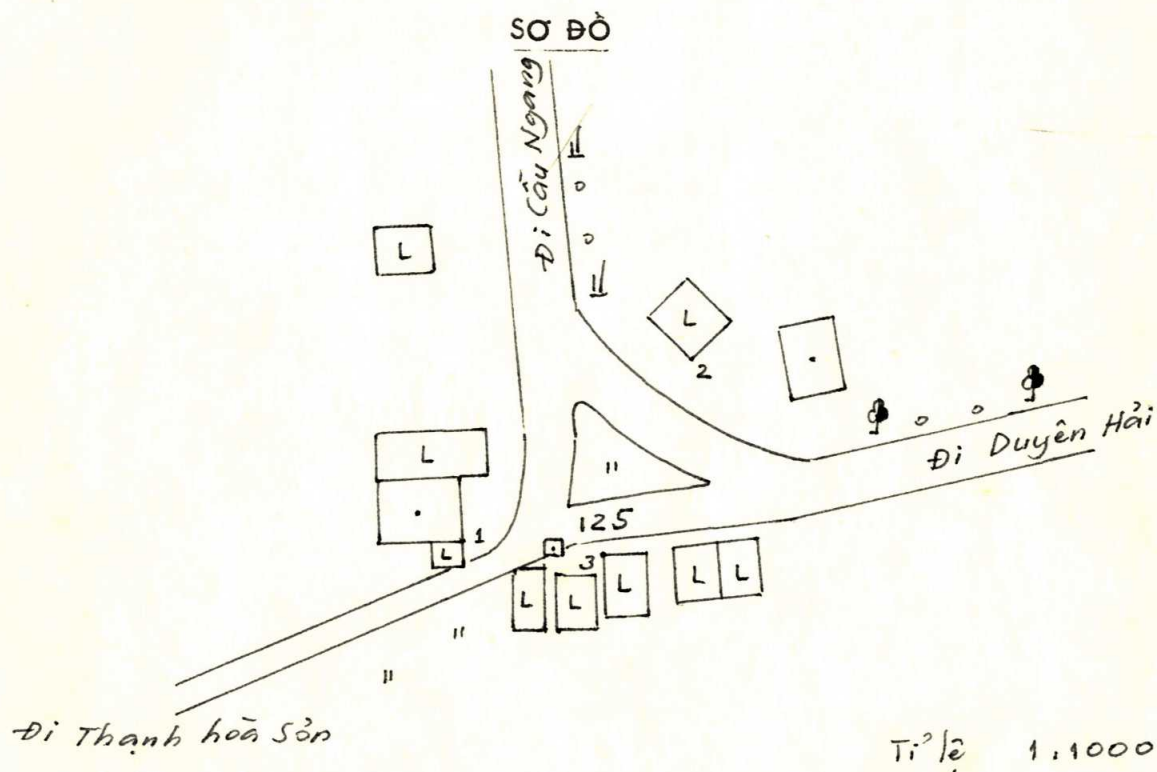 SƠ ĐỒ
Đi Cầu Ngang
L
L
2
L
Đi Duyên Hải
125
1
L
3
L
L
L
L
L
Đi Thạnh hòa Sơn
Tỉ lệ 1:1000